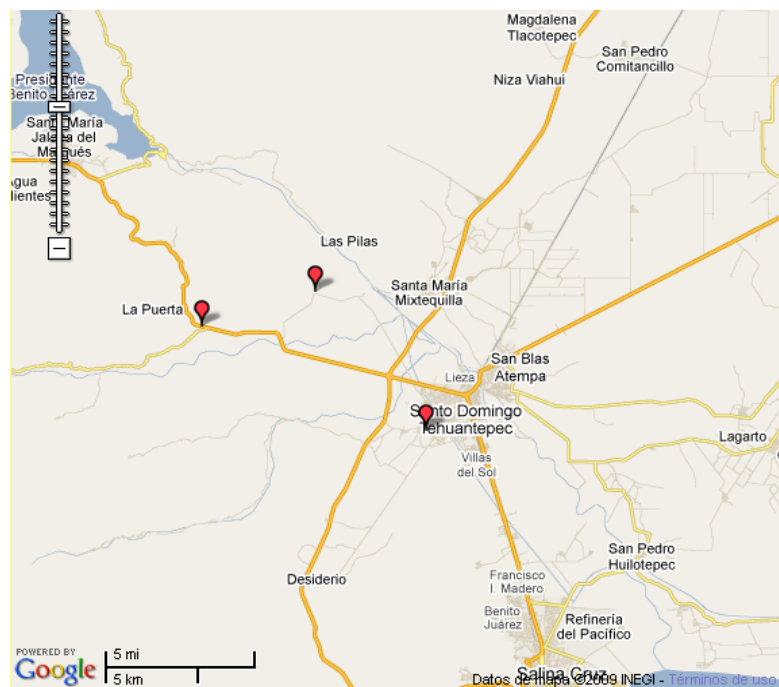 Magdalena
Tlacotepec
San Pedro
Comitancillo
Niza Viahui
Presidente
Benito Juárez
Santa María
Jalapa del
Marqués
Agua
lientes
Las Pilas
Santa María
Mixtequilla
La Puerta
San Blas
Atempa
Lieza
Santo Domingo
Tehuantepec
Lagarto
Villas
del Sol
San Pedro
Huilotepec
Desiderio
Francisco
I. Madero
Benito
Juárez
Refinería
del Pacífico
Salina Cruz
POWERED BY
Google
5 mi
5 km
Datos de mapa ©2009 INEGI - Términos de uso